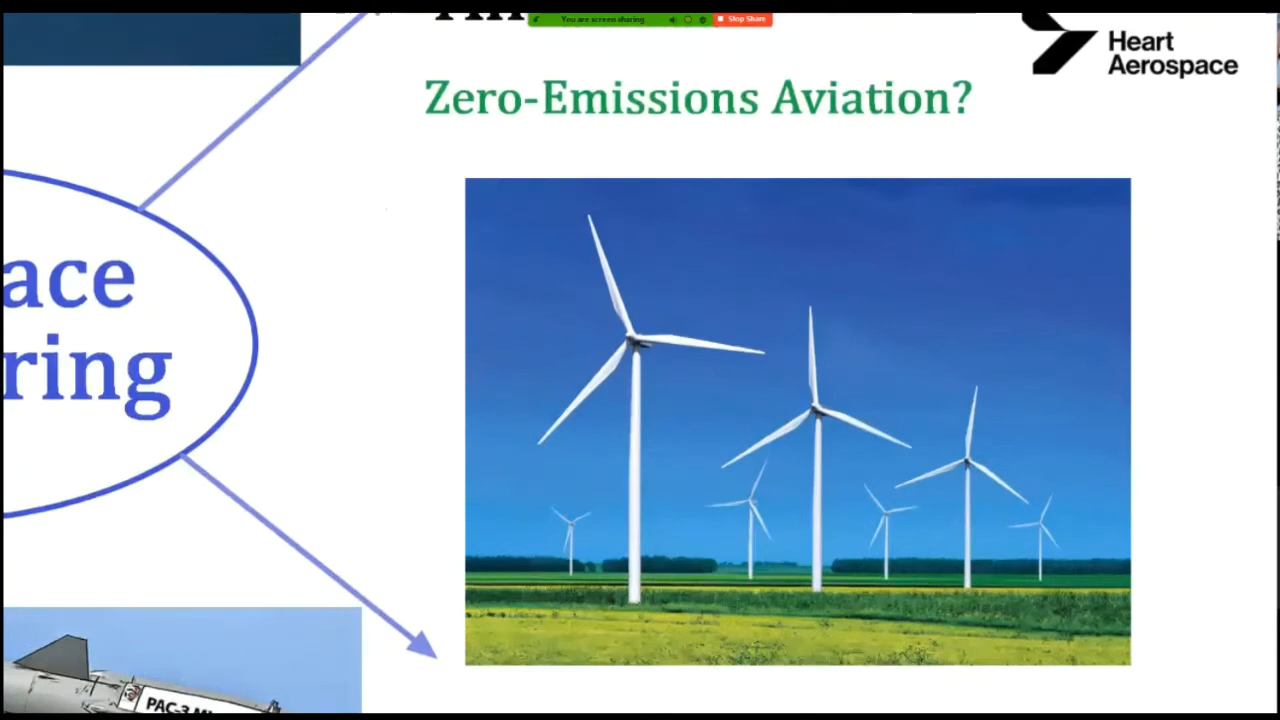 You are screen sharing
Stop Share
Heart
Aerospace
Zero-Emissions Aviation?
ace
ring
PAC-3